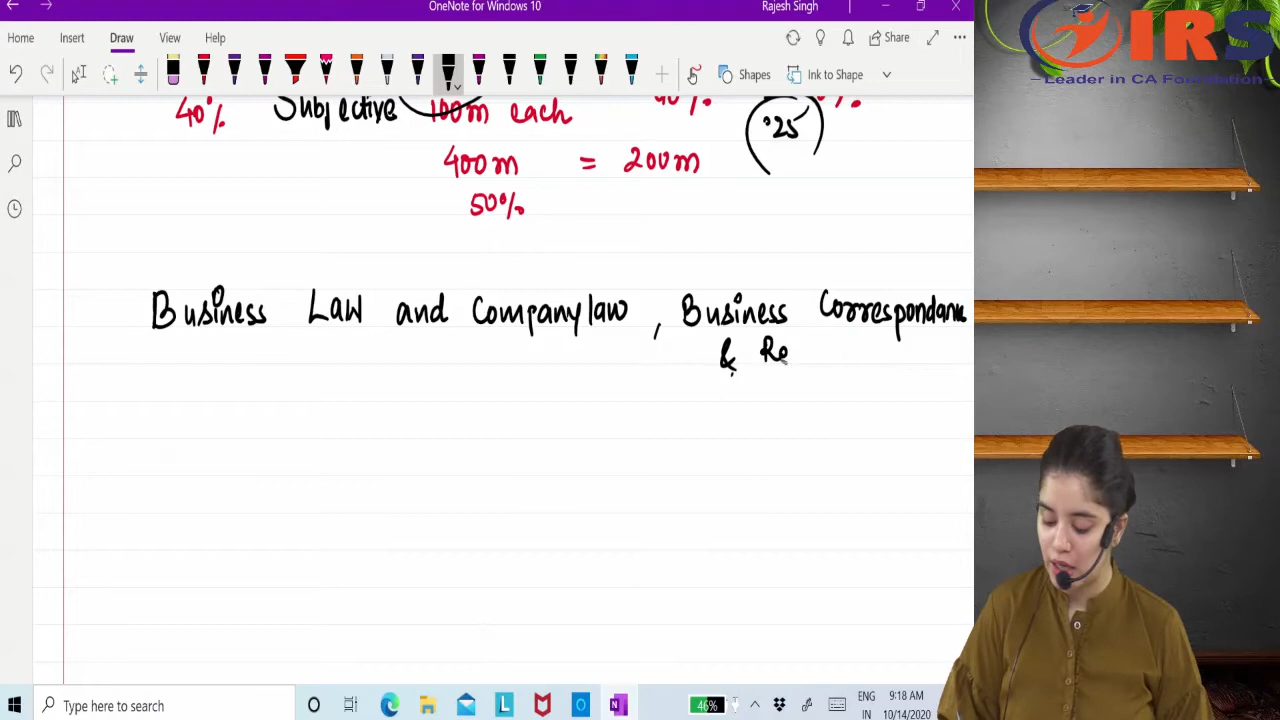 OneNote for Windows 10
Rajesh Singh
Home Insert Draw View Help
Share
Shapes
Ink to Shape
IRS
Leader in CA Foundation
40% Subjective 100m each
.25
400m = 200m
50%
Business Law and Company law , Business Correspondance
& Re
Type here to search
46%
ENG
IN
9:18 AM
10/14/2020